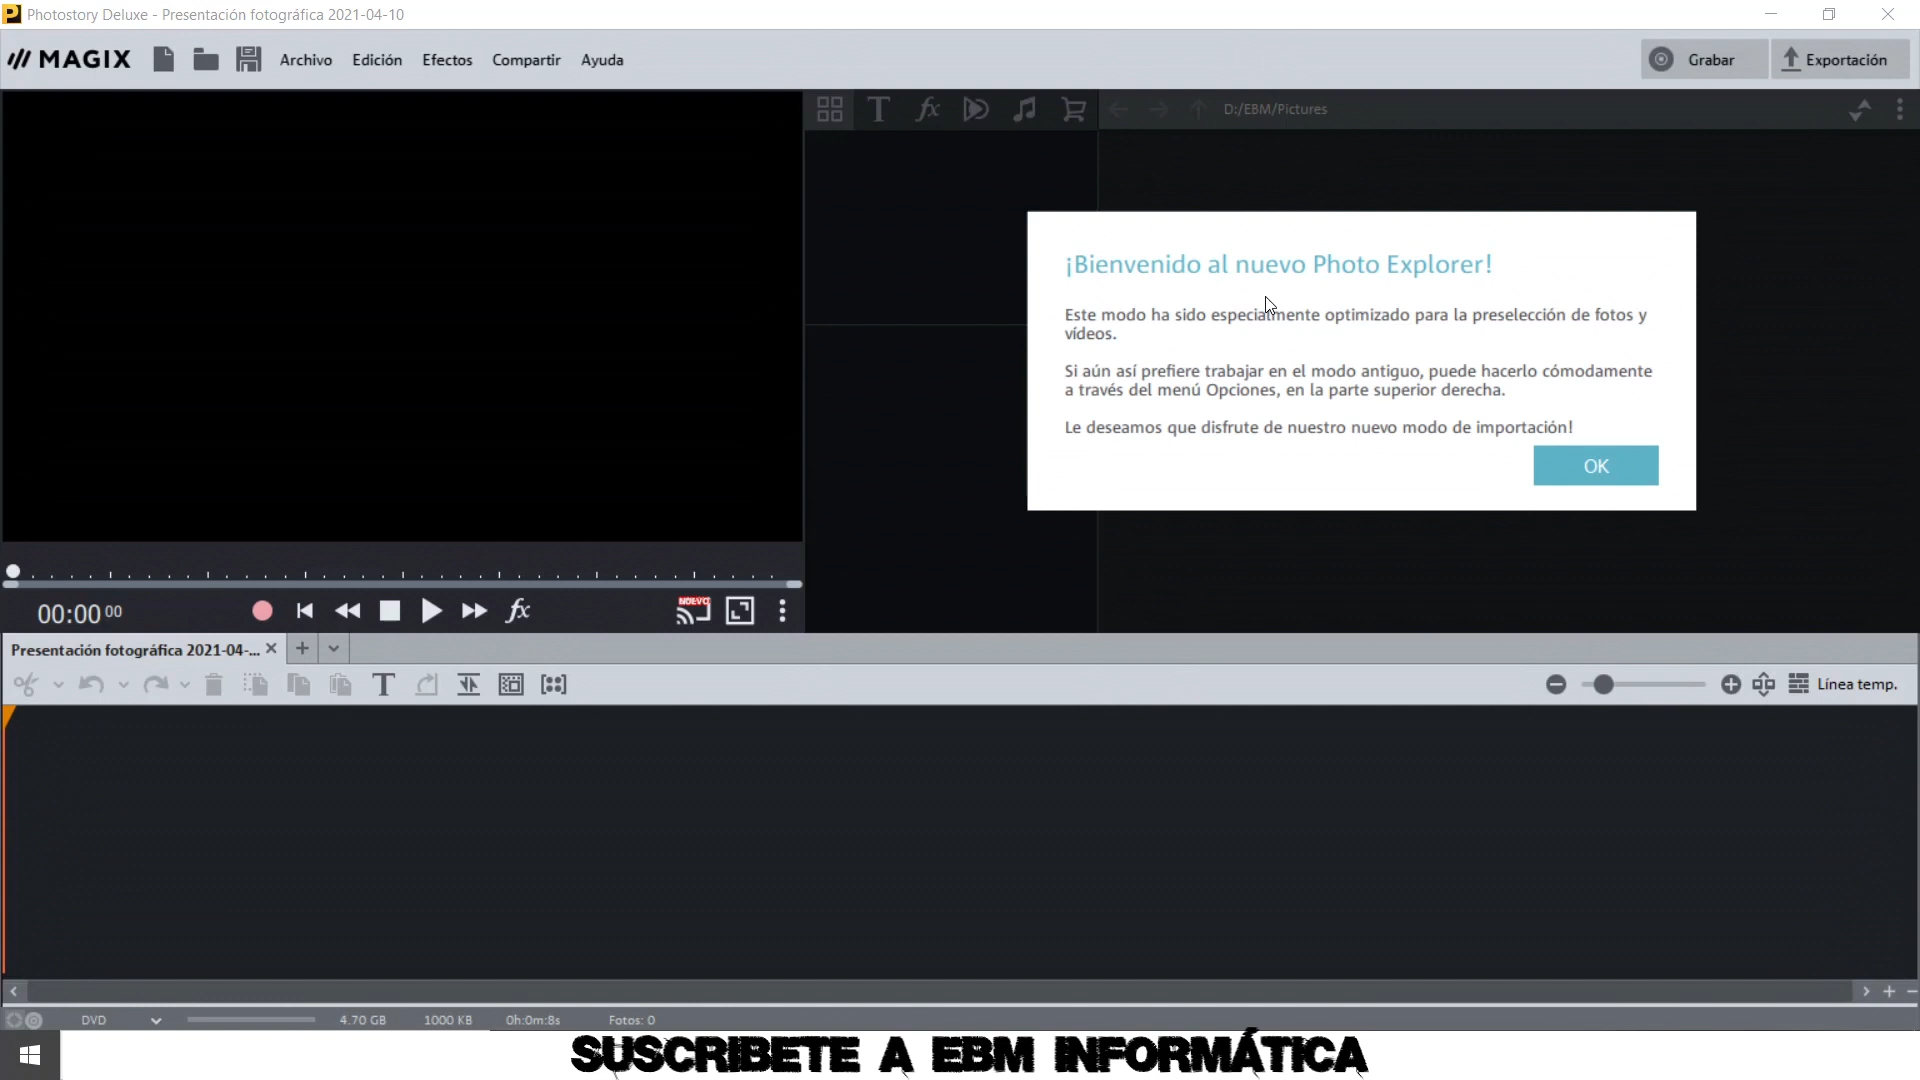 Photostory Deluxe - Presentación fotográfica 2021-04-10
MAGIX Archivo Edición Efectos Compartir Ayuda Grabar Exportación
T fx D:/EBM/Pictures
¡Bienvenido al nuevo Photo Explorer!
Este modo ha sido especialmente optimizado para la preselección de fotos y
vídeos.
Si aún así prefiere trabajar en el modo antiguo, puede hacerlo cómodamente
a través del menú Opciones, en la parte superior derecha.
Le deseamos que disfrute de nuestro nuevo modo de importación!
OK
00:00 00 fx NUEVO
Presentación fotográfica 2021-04-...
T Línea temp.
DVD 4.70 GB 1000 KB 0h:0m:8s Fotos: 0
SUSCRIBETE A EBM INFORMÁTICA